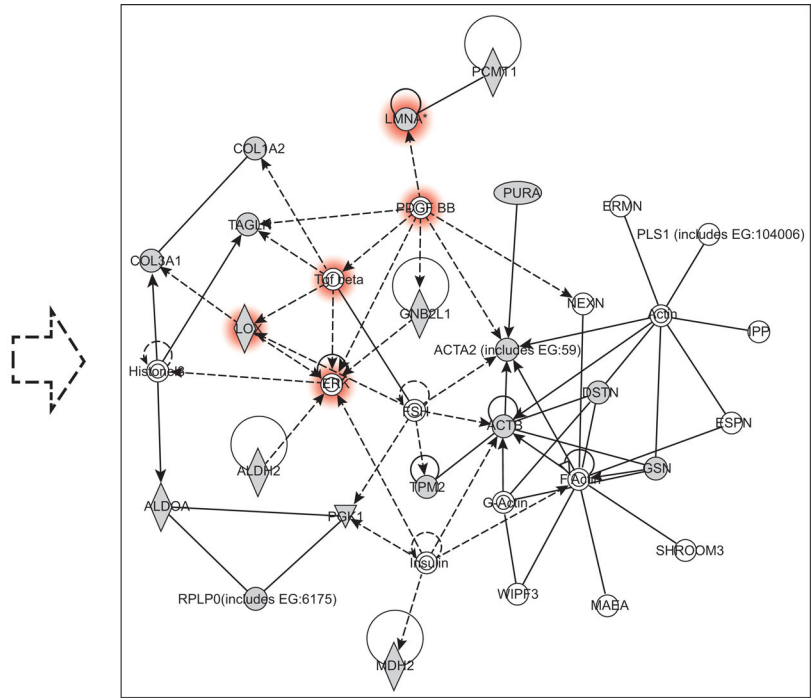 PCMT1
LMNA*
COL1A2
PURA
PDGF BB
ERMN
TAGLN
PLS1 (includes EG:104006)
COL3A1
Tgf beta
NEXN
GNB2L1
Actin
LOX
IPP
ACTA2 (includes EG:59)
Histone h3
ERK
DSTN
FSH
ESPN
ACTB
ALDH2
GSN
F Actin
TPM2
G-Actin
ALDOA
PGK1
SHROOM3
Insulin
RPLP0(includes EG:6175)
WIPF3
MAEA
MDH2